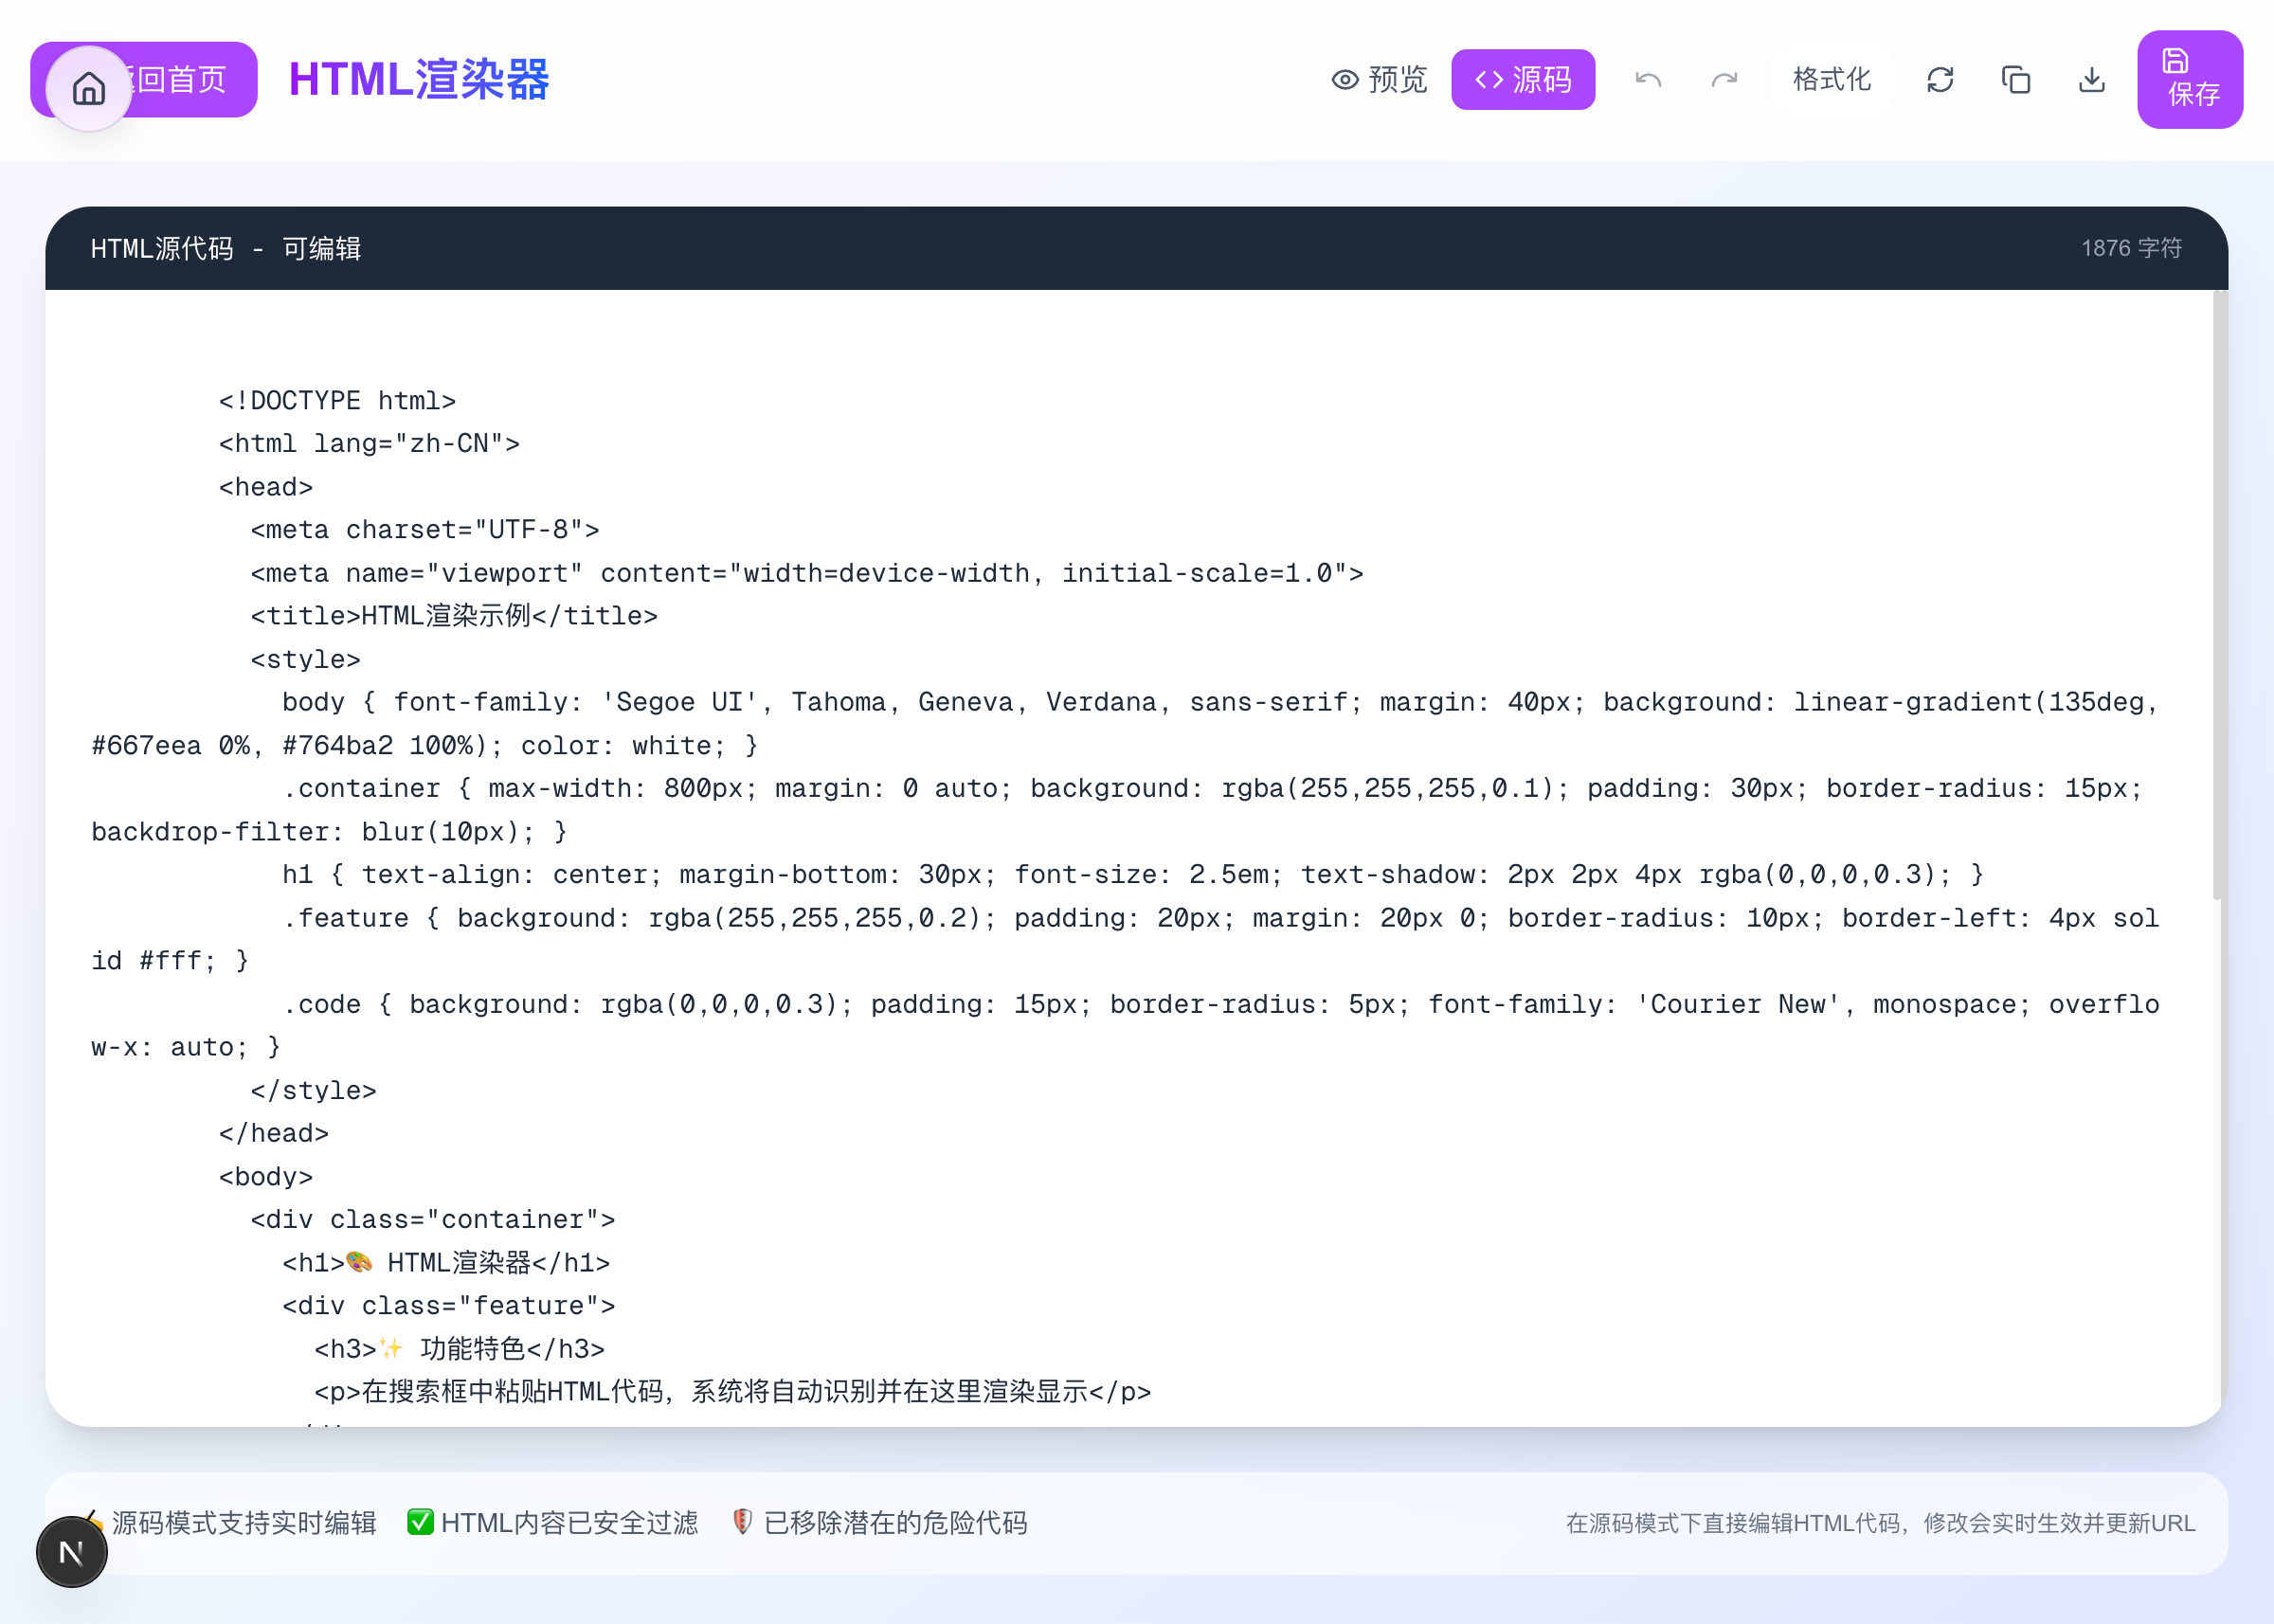 回首页
HTML渲染器
预览
源码
格式化
保存
HTML源代码 - 可编辑
1876 字符
<!DOCTYPE html>
<html lang="zh-CN">
<head>
<meta charset="UTF-8">
<meta name="viewport" content="width=device-width, initial-scale=1.0">
<title>HTML渲染示例</title>
<style>
body { font-family: 'Segoe UI', Tahoma, Geneva, Verdana, sans-serif; margin: 40px; background: linear-gradient(135deg,
#667eea 0%, #764ba2 100%); color: white; }
.container { max-width: 800px; margin: 0 auto; background: rgba(255,255,255,0.1); padding: 30px; border-radius: 15px;
backdrop-filter: blur(10px); }
h1 { text-align: center; margin-bottom: 30px; font-size: 2.5em; text-shadow: 2px 2px 4px rgba(0,0,0,0.3); }
.feature { background: rgba(255,255,255,0.2); padding: 20px; margin: 20px 0; border-radius: 10px; border-left: 4px sol
id #fff; }
.code { background: rgba(0,0,0,0.3); padding: 15px; border-radius: 5px; font-family: 'Courier New', monospace; overflo
w-x: auto; }
</style>
</head>
<body>
<div class="container">
<h1>🎨 HTML渲染器</h1>
<div class="feature">
<h3>✨ 功能特色</h3>
<p>在搜索框中粘贴HTML代码，系统将自动识别并在这里渲染显示</p>
源码模式支持实时编辑
✅ HTML内容已安全过滤
🛡️ 已移除潜在的危险代码
在源码模式下直接编辑HTML代码，修改会实时生效并更新URL
N